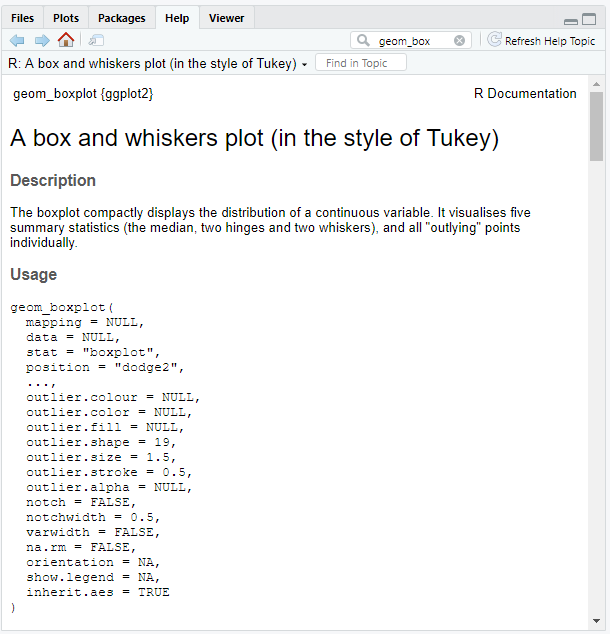 Files Plots Packages Help Viewer
geom_box Refresh Help Topic
R: A box and whiskers plot (in the style of Tukey) Find in Topic
geom_boxplot {ggplot2} R Documentation
A box and whiskers plot (in the style of Tukey)
Description
The boxplot compactly displays the distribution of a continuous variable. It visualises five
summary statistics (the median, two hinges and two whiskers), and all "outlying" points
individually.
Usage
geom_boxplot(
  mapping = NULL,
  data = NULL,
  stat = "boxplot",
  position = "dodge2",
  ...,
  outlier.colour = NULL,
  outlier.color = NULL,
  outlier.fill = NULL,
  outlier.shape = 19,
  outlier.size = 1.5,
  outlier.stroke = 0.5,
  outlier.alpha = NULL,
  notch = FALSE,
  notchwidth = 0.5,
  varwidth = FALSE,
  na.rm = FALSE,
  orientation = NA,
  show.legend = NA,
  inherit.aes = TRUE
)